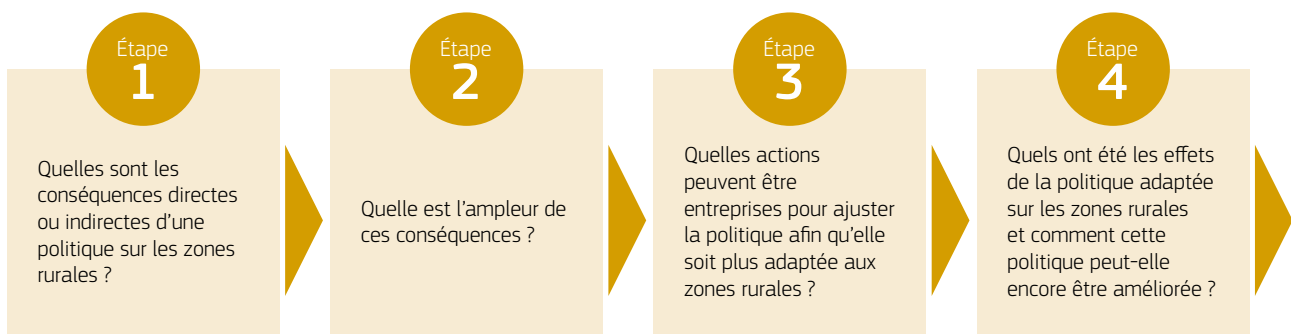 Étape
1
Quelles sont les
conséquences directes
ou indirectes d'une
politique sur les zones
rurales ?
Étape
2
Quelle est l'ampleur de
ces conséquences ?
Étape
3
Quelles actions
peuvent être
entreprises pour ajuster
la politique afin qu'elle
soit plus adaptée aux
zones rurales ?
Étape
4
Quels ont été les effets
de la politique adaptée
sur les zones rurales
et comment cette
politique peut-elle
encore être améliorée ?